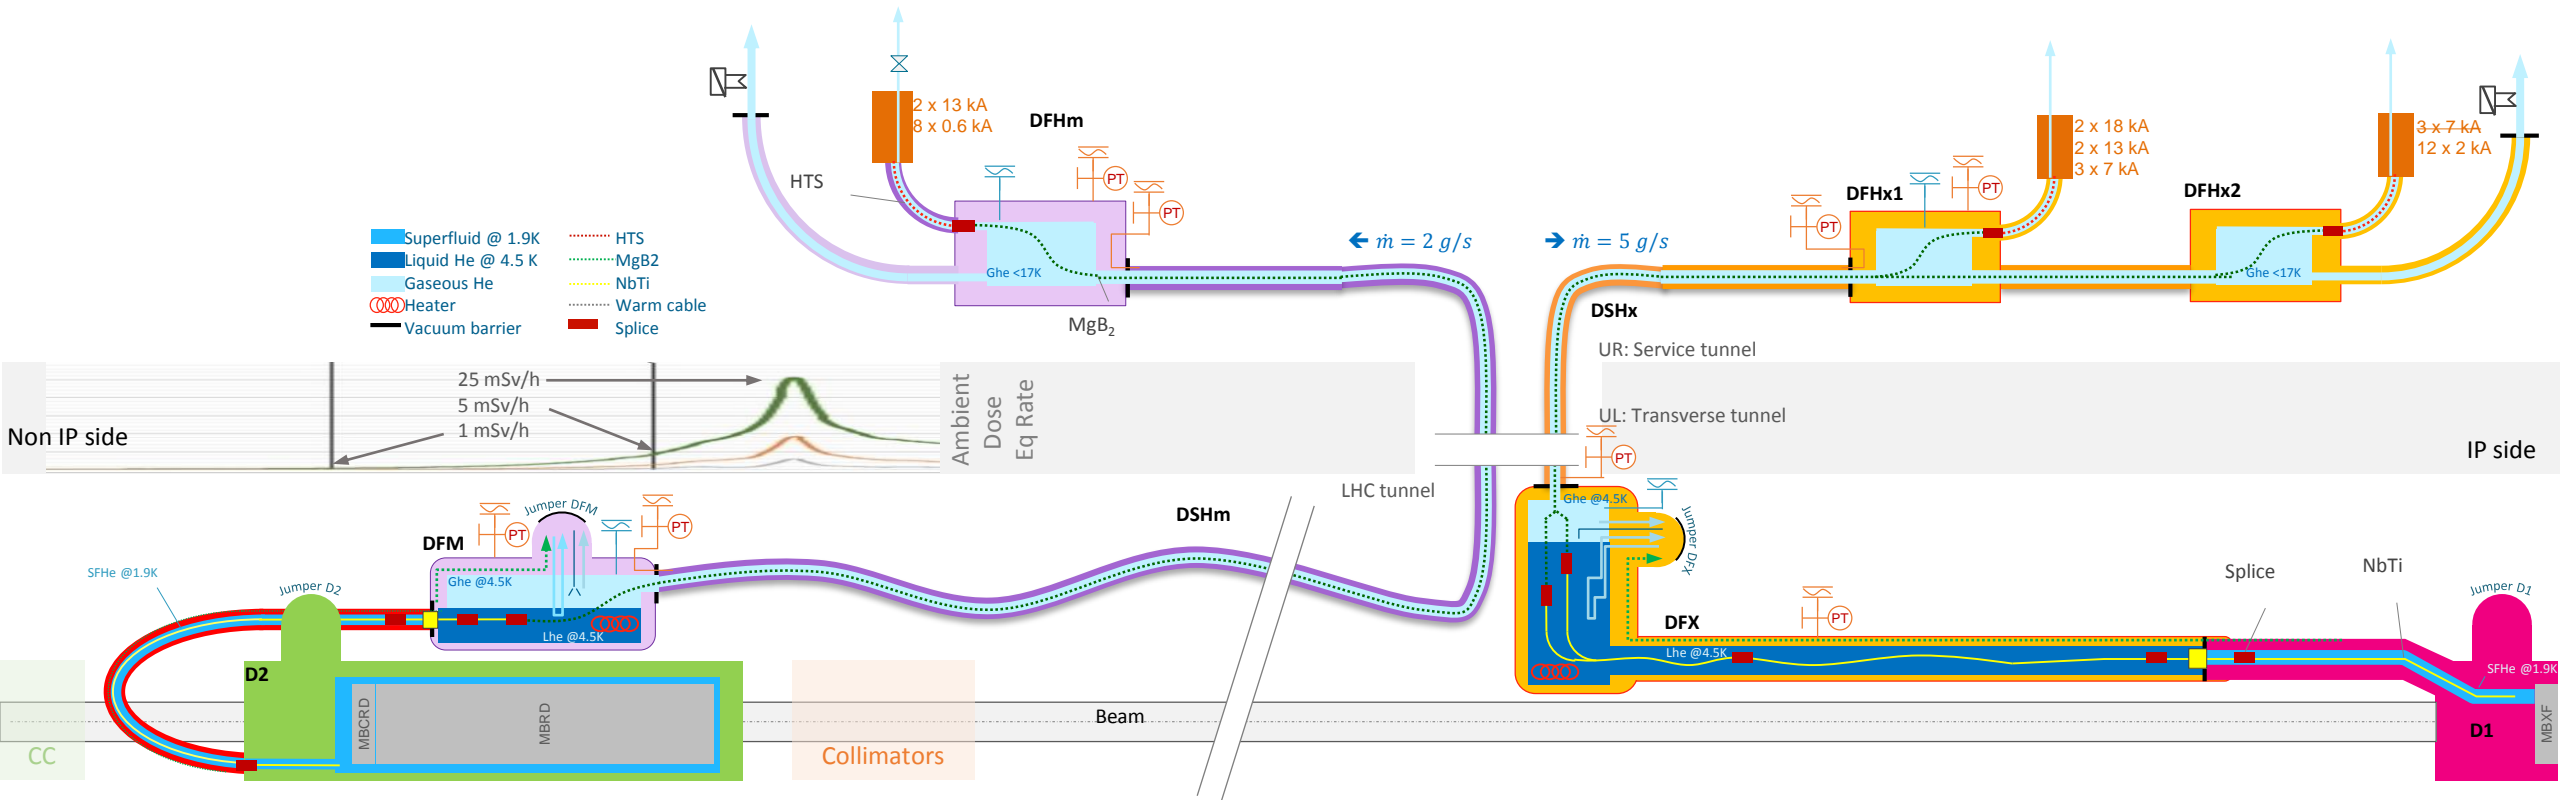 2 x 13 kA
8 x 0.6 kA
DFHm
HTS
PT
PT
Ghe <17K
MgB2
Superfluid @ 1.9K
Liquid He @ 4.5 K
Gaseous He
Heater
Vacuum barrier
HTS
MgB2
NbTi
Warm cable
Splice
🡸 ṁ = 2 g/s
🡺 ṁ = 5 g/s
DSHx
PT
DFHx1
PT
2 x 18 kA
2 x 13 kA
3 x 7 kA
DFHx2
3 x 7 kA
12 x 2 kA
Ghe <17K
UR: Service tunnel
UL: Transverse tunnel
Non IP side
25 mSv/h
5 mSv/h
1 mSv/h
Ambient
Dose
Eq Rate
IP side
LHC tunnel
PT
Ghe @4.5K
Jumper DFX
DSHm
Jumper DFM
PT
PT
DFM
Ghe @4.5K
Lhe @4.5K
SFHe @1.9K
Jumper D2
D2
MBCRD
MBRD
CC
Collimators
Beam
DFX
Lhe @4.5K
PT
Splice
NbTi
Jumper D1
SFHe @1.9K
D1
MBXF